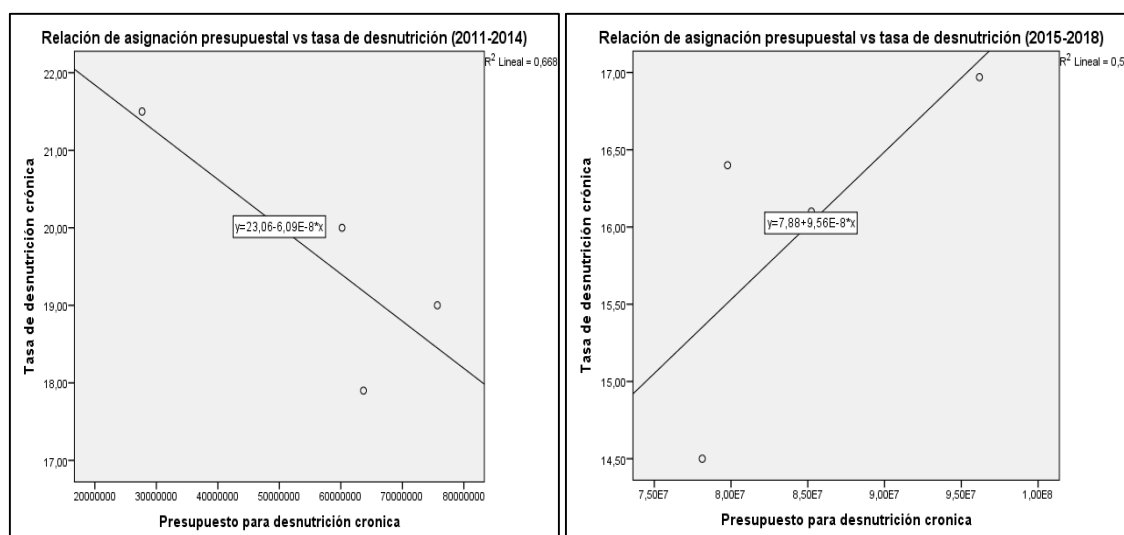 Relación de asignación presupuestal vs tasa de desnutrición (2011-2014)
R² Lineal = 0,668
22,00
21,00
20,00
19,00
18,00
17,00
Tasa de desnutrición crónica
y=23,06-6,09E-8*x
20000000 30000000 40000000 50000000 60000000 70000000 80000000
Presupuesto para desnutrición cronica
Relación de asignación presupuestal vs tasa de desnutrición (2015-2018)
R² Lineal = 0,5
17,00
16,50
16,00
15,50
15,00
14,50
Tasa de desnutrición crónica
y=7,88+9,56E-8*x
7,50E7 8,00E7 8,50E7 9,00E7 9,50E7 1,00E8
Presupuesto para desnutrición cronica